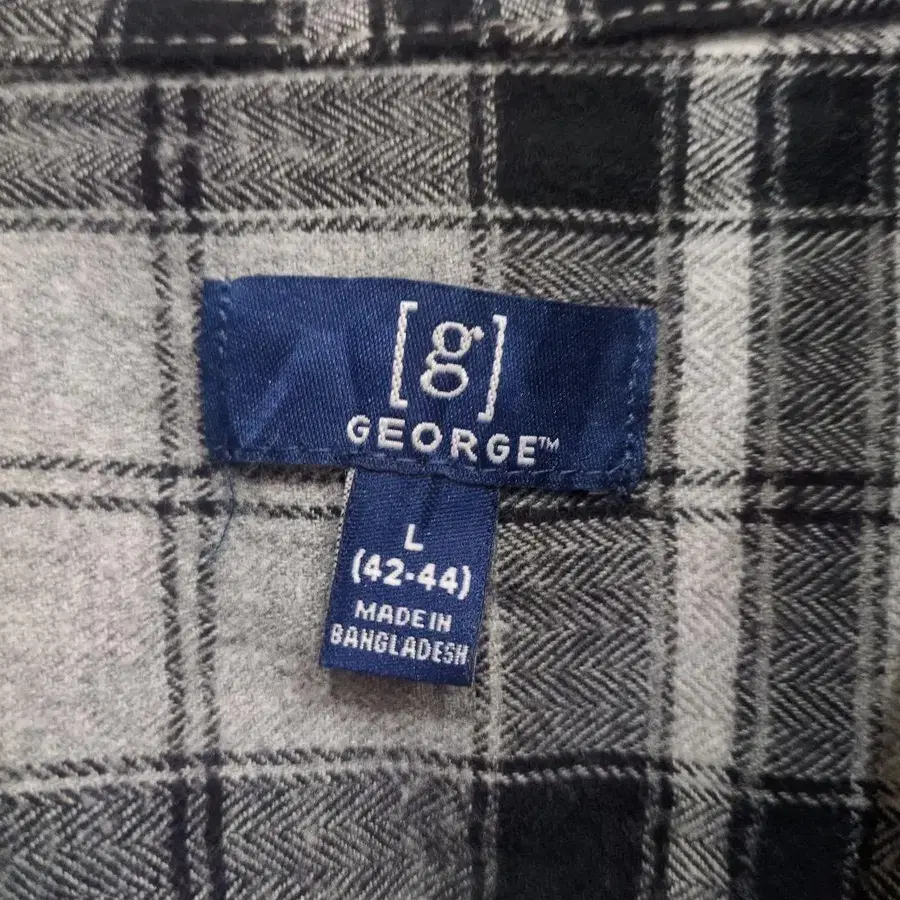 [g]
GEORGE™
L
(42-44)
MADE IN
BANGLADESH